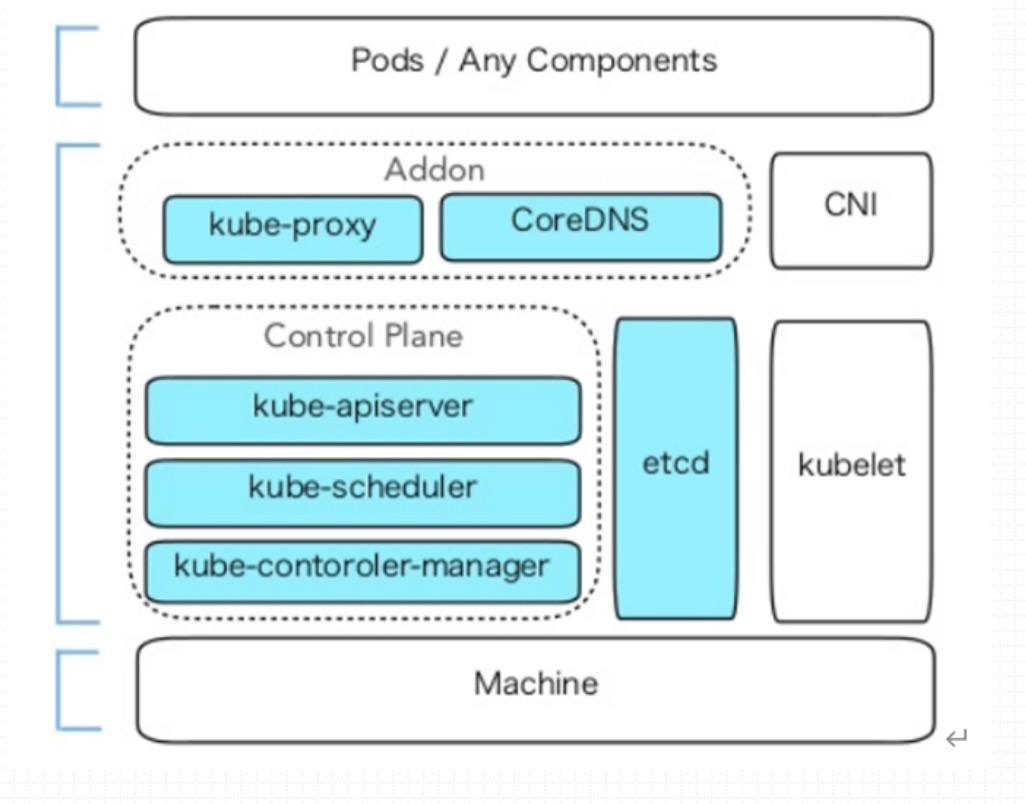 Pods / Any Components
Addon
kube-proxy
CoreDNS
CNI
Control Plane
kube-apiserver
kube-scheduler
kube-contoroler-manager
etcd
kubelet
Machine